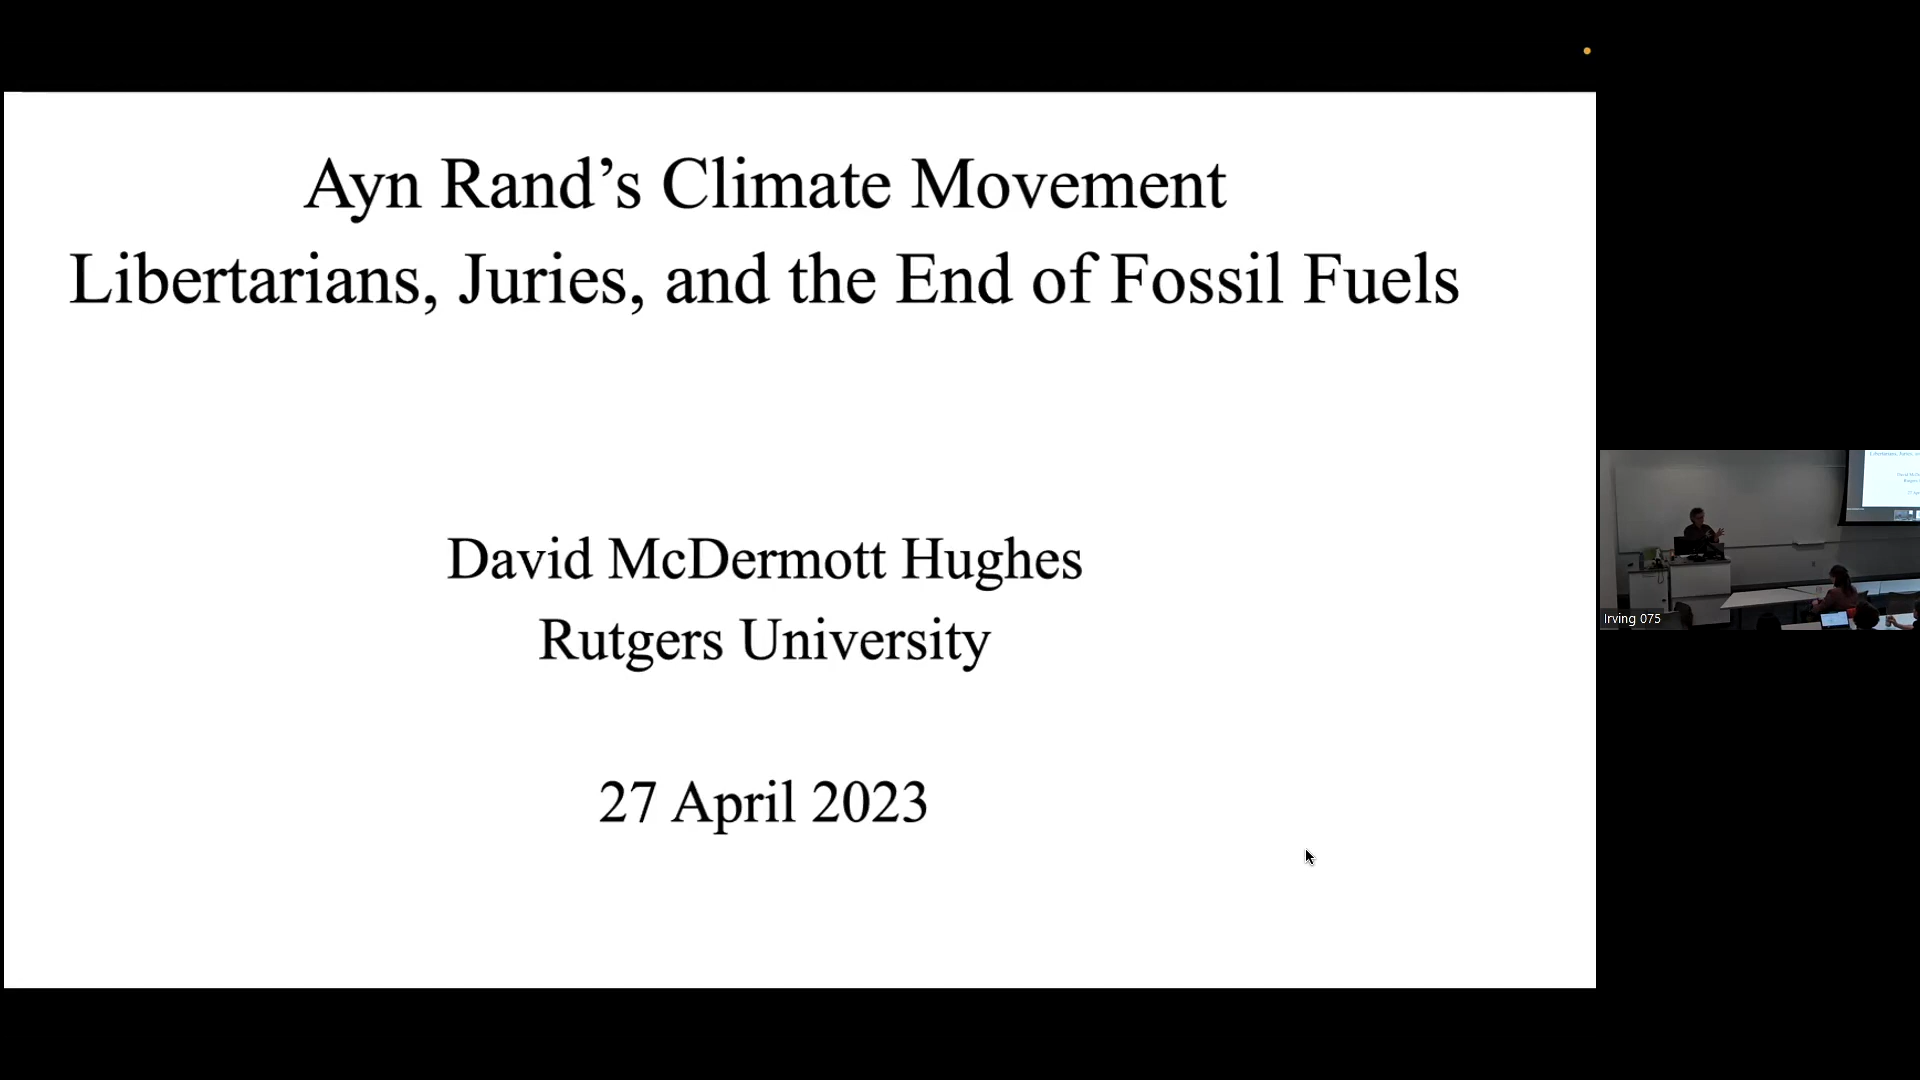 Ayn Rand’s Climate Movement
Libertarians, Juries, and the End of Fossil Fuels
David McDermott Hughes
Rutgers University
27 April 2023
Irving 075